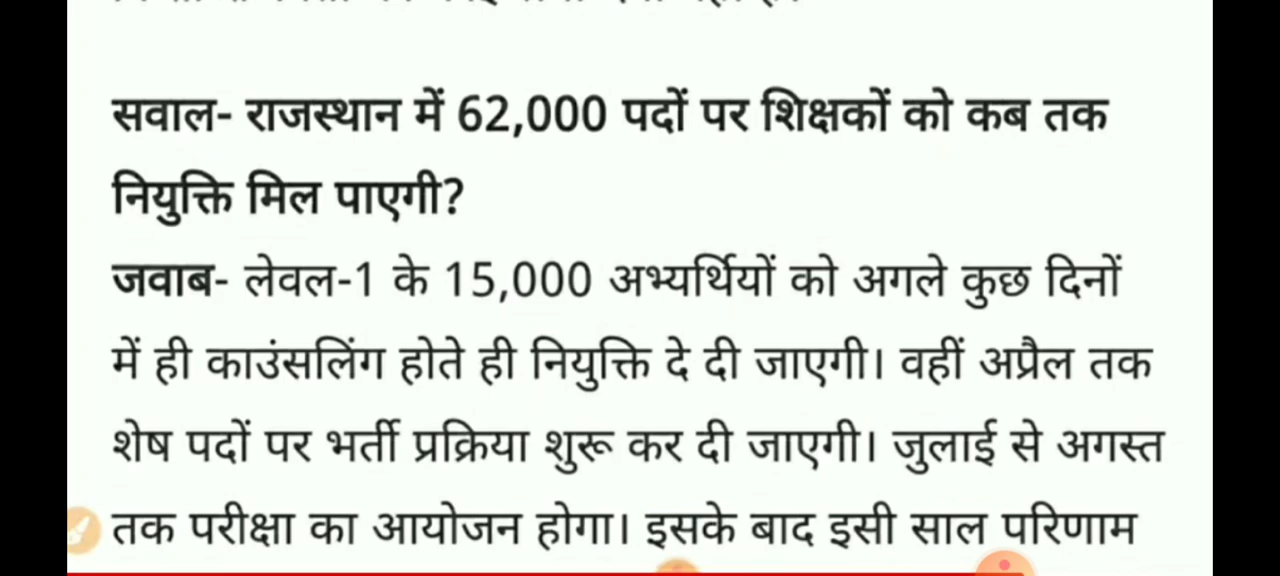 सवाल- राजस्थान में 62,000 पदों पर शिक्षकों को कब तक
नियुक्ति मिल पाएगी?
जवाब- लेवल-1 के 15,000 अभ्यर्थियों को अगले कुछ दिनों
में ही काउंसलिंग होते ही नियुक्ति दे दी जाएगी। वहीं अप्रैल तक
शेष पदों पर भर्ती प्रक्रिया शुरू कर दी जाएगी। जुलाई से अगस्त
तक परीक्षा का आयोजन होगा। इसके बाद इसी साल परिणाम